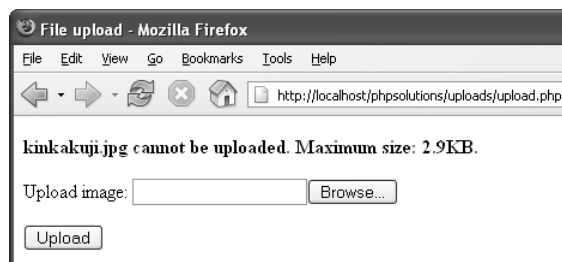 File upload - Mozilla Firefox
File Edit View Go Bookmarks Tools Help
http://localhost/phpsolutions/uploads/upload.php
kinkakuji.jpg cannot be uploaded. Maximum size: 2.9KB.
Upload image: Browse...
Upload